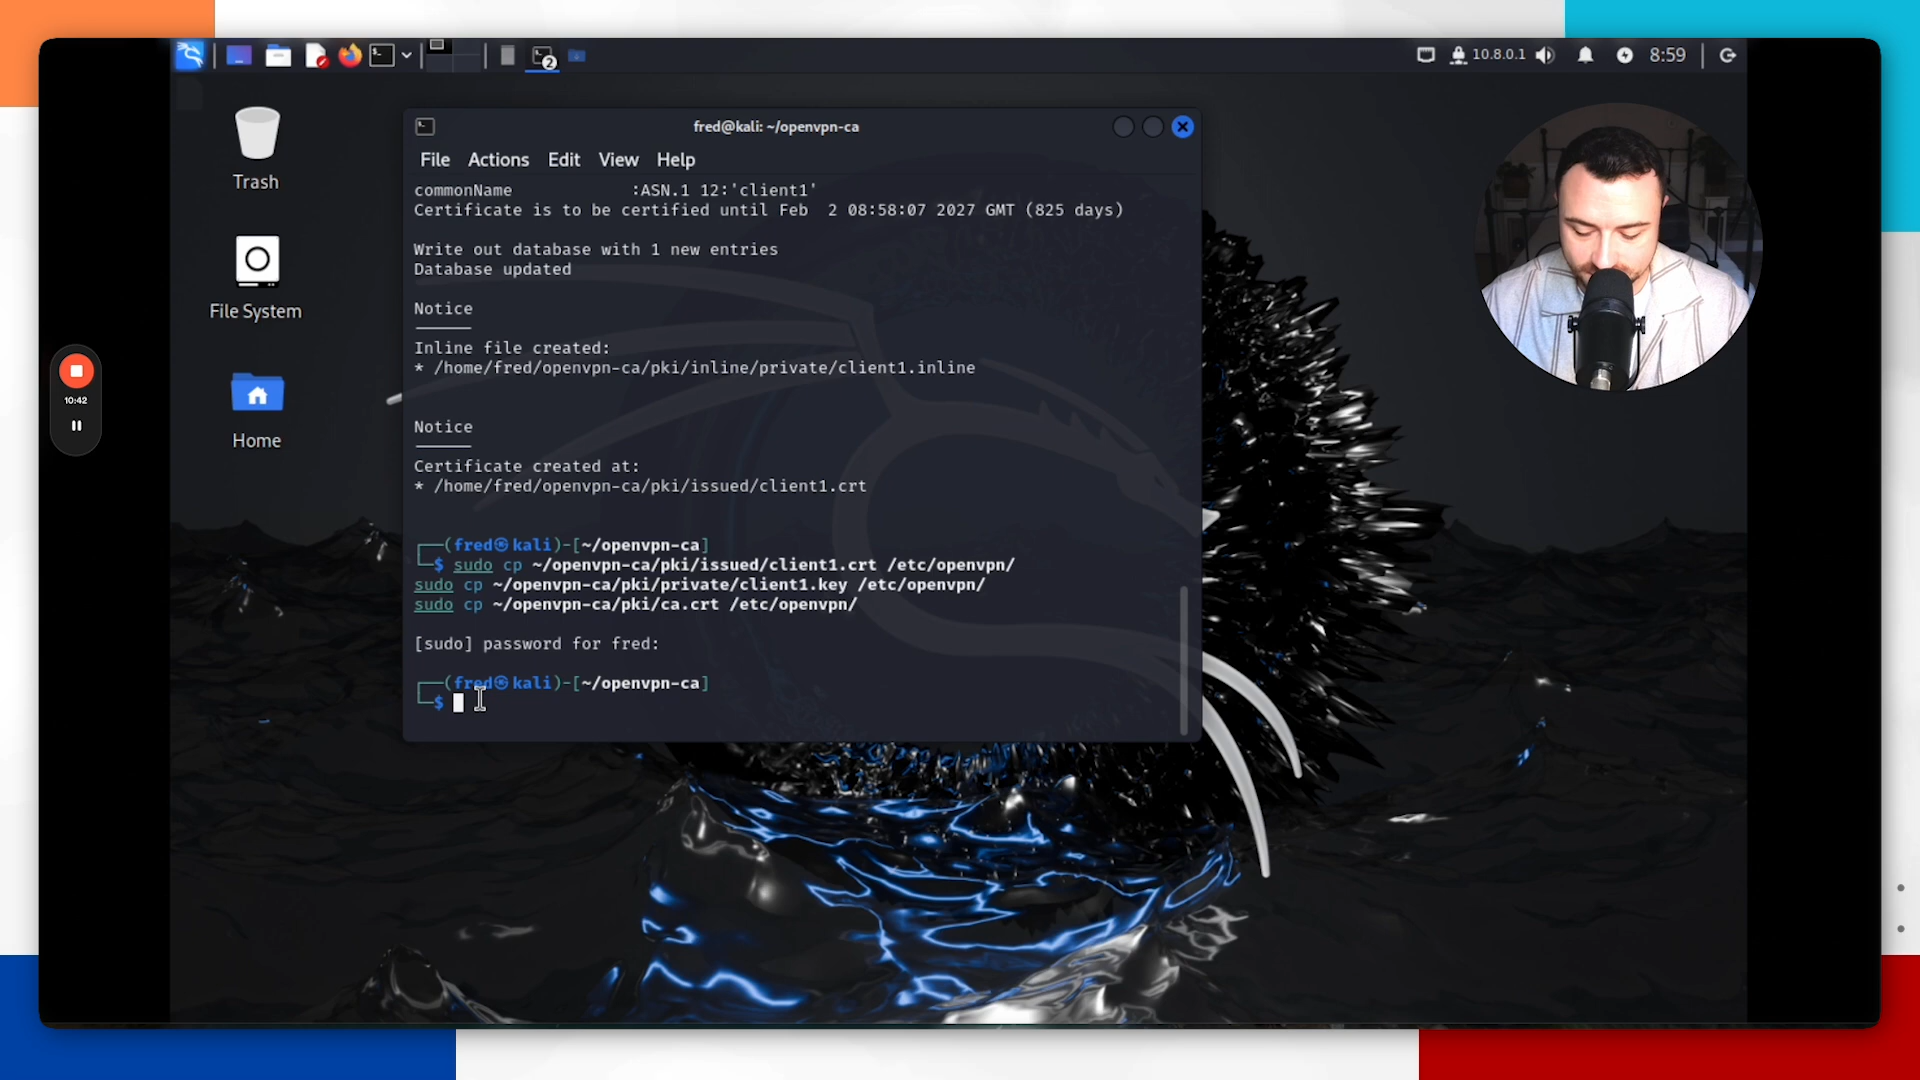 2
10.8.0.1
8:59
Trash
File System
Home
10:42
fred@kali: ~/openvpn-ca
File Actions Edit View Help
commonName            :ASN.1 12:'client1'
Certificate is to be certified until Feb  2 08:58:07 2027 GMT (825 days)
Write out database with 1 new entries
Database updated
Notice
Inline file created:
* /home/fred/openvpn-ca/pki/inline/private/client1.inline
Notice
Certificate created at:
* /home/fred/openvpn-ca/pki/issued/client1.crt
┌──(fred㉿kali)-[~/openvpn-ca]
└─$ sudo cp ~/openvpn-ca/pki/issued/client1.crt /etc/openvpn/
sudo cp ~/openvpn-ca/pki/private/client1.key /etc/openvpn/
sudo cp ~/openvpn-ca/pki/ca.crt /etc/openvpn/
[sudo] password for fred:
┌──(fred㉿kali)-[~/openvpn-ca]
└─$